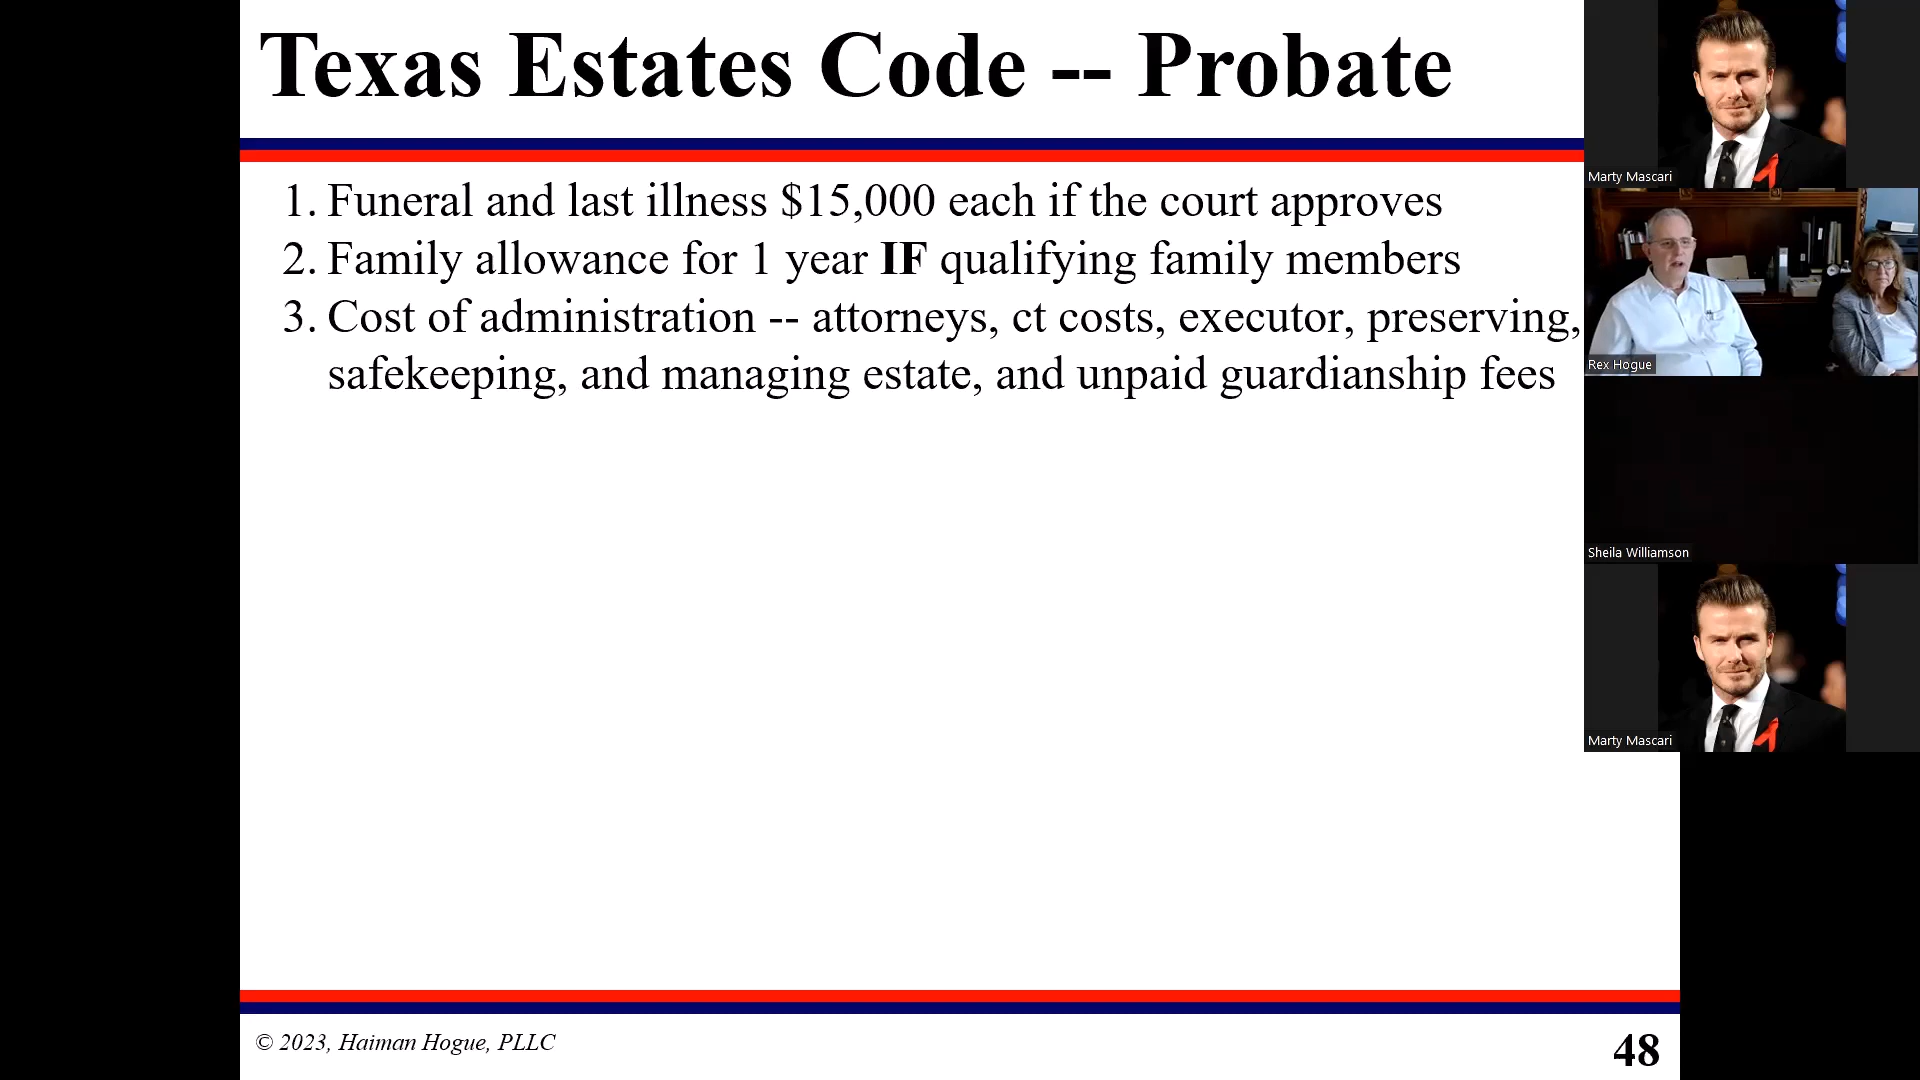 Texas Estates Code -- Probate
1. Funeral and last illness $15,000 each if the court approves
2. Family allowance for 1 year IF qualifying family members
3. Cost of administration -- attorneys, ct costs, executor, preserving,
safekeeping, and managing estate, and unpaid guardianship fees
© 2023, Haiman Hogue, PLLC
48
Marty Mascari
Rex Hogue
Sheila Williamson
Marty Mascari